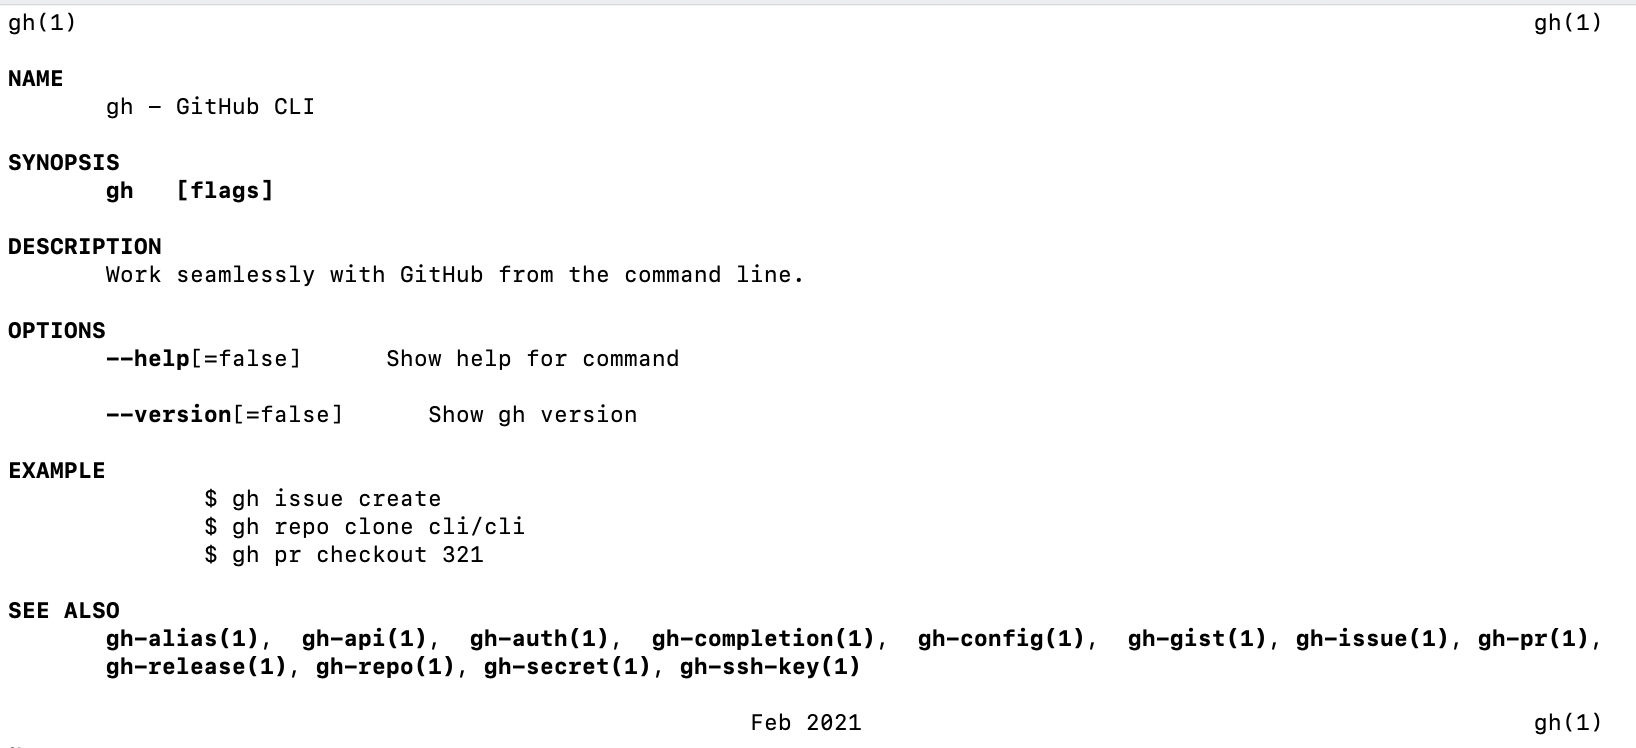 gh(1) gh(1)
NAME
gh – GitHub CLI
SYNOPSIS
gh [flags]
DESCRIPTION
Work seamlessly with GitHub from the command line.
OPTIONS
--help[=false] Show help for command
--version[=false] Show gh version
EXAMPLE
$ gh issue create
$ gh repo clone cli/cli
$ gh pr checkout 321
SEE ALSO
gh-alias(1), gh-api(1), gh-auth(1), gh-completion(1), gh-config(1), gh-gist(1), gh-issue(1), gh-pr(1),
gh-release(1), gh-repo(1), gh-secret(1), gh-ssh-key(1)
Feb 2021 gh(1)